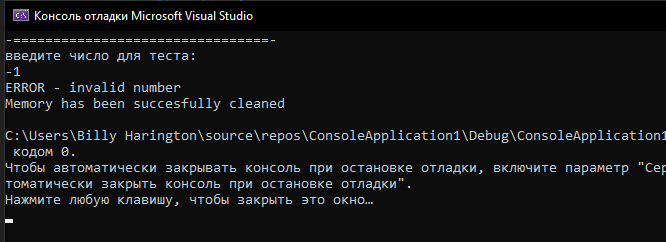 Консоль отладки Microsoft Visual Studio
-================================-
введите число для теста:
-1
ERROR - invalid number
Memory has been succesfully cleaned
C:\Users\Billy Harington\source\repos\ConsoleApplication1\Debug\ConsoleApplication1
кодом 0.
Чтобы автоматически закрывать консоль при остановке отладки, включите параметр "Сер
томатически закрыть консоль при остановке отладки".
Нажмите любую клавишу, чтобы закрыть это окно…